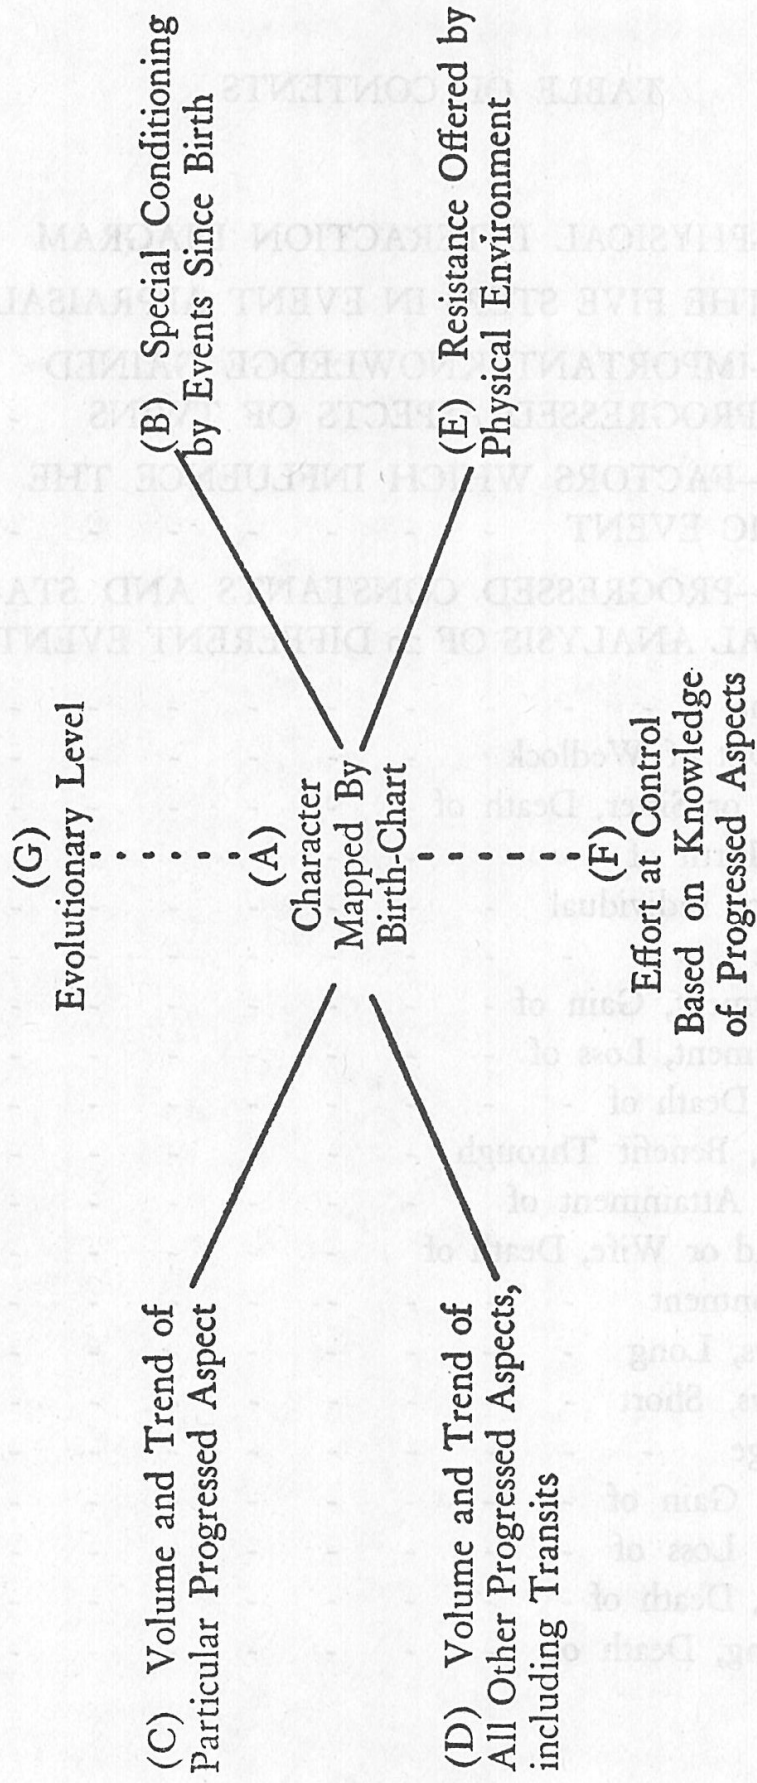 (G)
Evolutionary Level
(C) Volume and Trend of
Particular Progressed Aspect
(B) Special Conditioning
by Events Since Birth
(A)
Character
Mapped By
Birth-Chart
(D) Volume and Trend of
All Other Progressed Aspects,
including Transits
(E) Resistance Offered by
Physical Environment
(F)
Effort at Control
Based on Knowledge
of Progressed Aspects